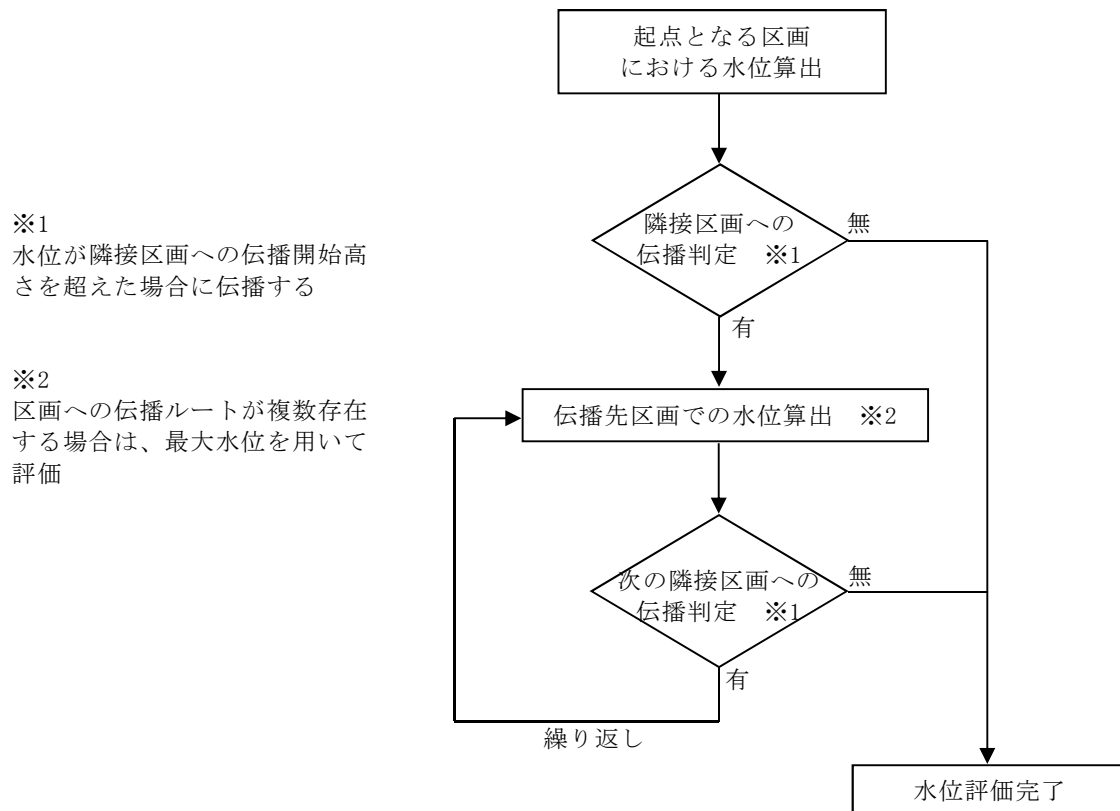 起点となる区画
における水位算出
隣接区画への
伝播判定　※1
無
有
※1
水位が隣接区画への伝播開始高
さを超えた場合に伝播する
※2
区画への伝播ルートが複数存在
する場合は、最大水位を用いて
評価
伝播先区画での水位算出　※2
次の隣接区画への
伝播判定　※1
無
有
繰り返し
水位評価完了